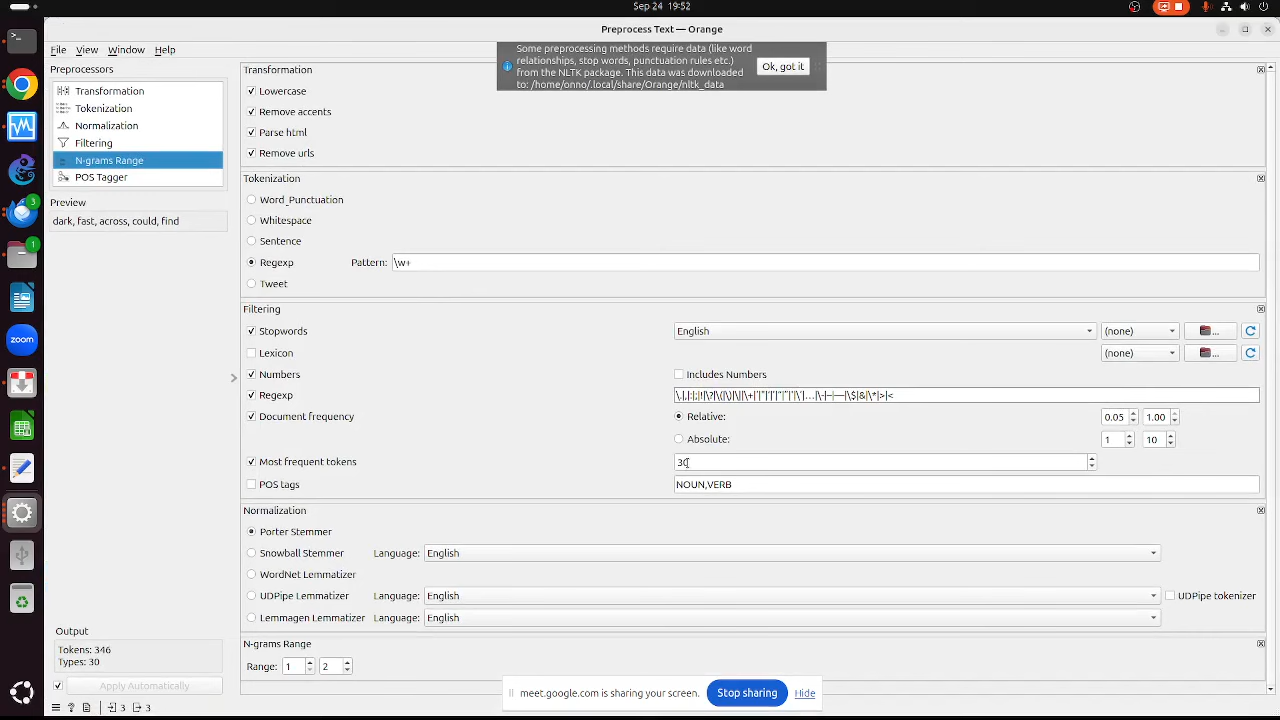 Sep 24 19:52
Preprocess Text — Orange
File View Window Help
Some preprocessing methods require data (like word
relationships, stop words, punctuation rules etc.)
from the NLTK package. This data was downloaded
to: /home/onno/.local/share/Orange/nltk_data
Ok, got it
Preprocessors
Transformation
Tokenization
Normalization
Filtering
N-grams Range
POS Tagger
Preview
dark, fast, across, could, find
Transformation
Lowercase
Remove accents
Parse html
Remove urls
Tokenization
Word_Punctuation
Whitespace
Sentence
Regexp Pattern: \w+
Tweet
Filtering
Stopwords English (none) ...
Lexicon (none) ...
Numbers Includes Numbers
Regexp
Document frequency Relative: 0.05 1.00
Absolute: 1 10
Most frequent tokens 30
POS tags NOUN,VERB
Normalization
Porter Stemmer
Snowball Stemmer Language: English
WordNet Lemmatizer
UDPipe Lemmatizer Language: English UDPipe tokenizer
Lemmagen Lemmatizer Language: English
N-grams Range
Range: 1 2
Output
Tokens: 346
Types: 30
Apply Automatically
3 3
meet.google.com is sharing your screen. Stop sharing Hide
3
1
zoom